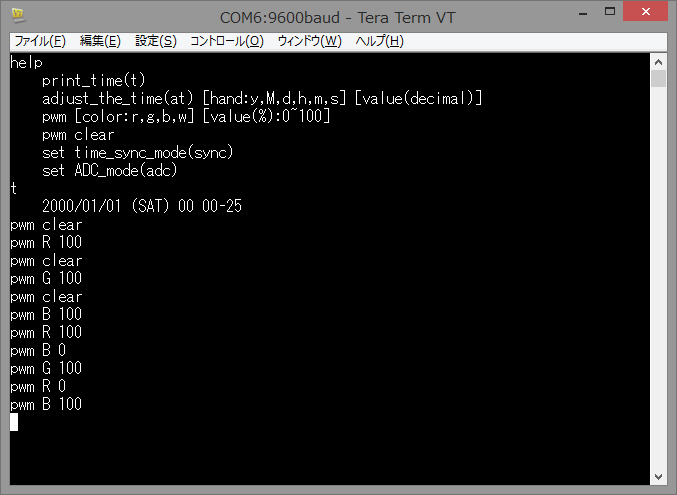 COM6:9600baud - Tera Term VT
ファイル(F) 編集(E) 設定(S) コントロール(O) ウィンドウ(W) ヘルプ(H)
help
print_time(t)
adjust_the_time(at) [hand:y,M,d,h,m,s] [value(decimal)]
pwm [color:r,g,b,w] [value(%):0~100]
pwm clear
set time_sync_mode(sync)
set ADC_mode(adc)
t
2000/01/01 (SAT) 00 00-25
pwm clear
pwm R 100
pwm clear
pwm G 100
pwm clear
pwm B 100
pwm R 100
pwm B 0
pwm G 100
pwm R 0
pwm B 100